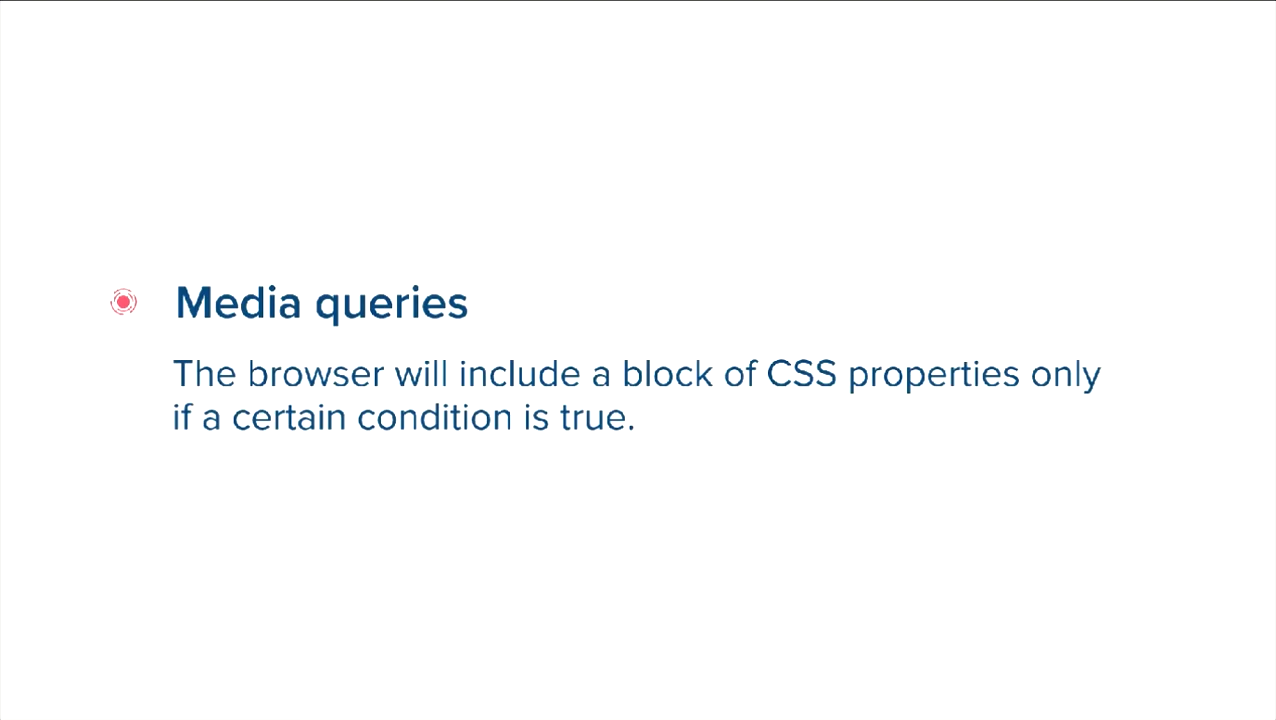 Media queries
The browser will include a block of CSS properties only
if a certain condition is true.